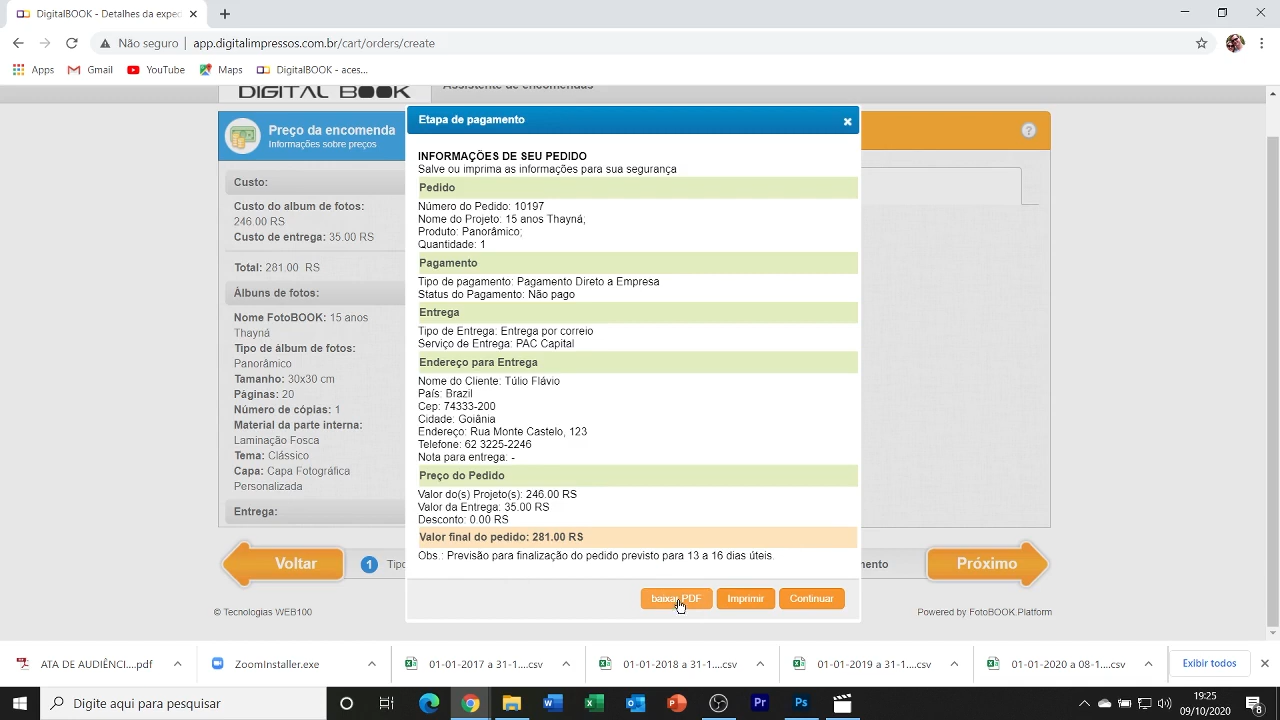 DigitalBOOK - Detalhes da expe
Não seguro | app.digitalimpressos.com.br/cart/orders/create
Apps Gmail YouTube Maps DigitalBOOK - aces...
DIGITAL BOOK
Assistente de encomendas
Preço da encomenda
Informações sobre preços
Custo:
Custo do album de fotos:
246.00 RS
Custo de entrega: 35.00 RS
Total: 281.00 RS
Álbuns de fotos:
Nome FotoBOOK: 15 anos
Thayná
Tipo de álbum de fotos:
Panorâmico
Tamanho: 30x30 cm
Páginas: 20
Número de cópias: 1
Material da parte interna:
Laminação Fosca
Tema: Clássico
Capa: Capa Fotográfica
Personalizada
Entrega:
Etapa de pagamento
INFORMAÇÕES DE SEU PEDIDO
Salve ou imprima as informações para sua segurança
Pedido
Número do Pedido: 10197
Nome do Projeto: 15 anos Thayná;
Produto: Panorâmico;
Quantidade: 1
Pagamento
Tipo de pagamento: Pagamento Direto a Empresa
Status do Pagamento: Não pago
Entrega
Tipo de Entrega: Entrega por correio
Serviço de Entrega: PAC Capital
Endereço para Entrega
Nome do Cliente: Túlio Flávio
País: Brazil
Cep: 74333-200
Cidade: Goiânia
Endereço: Rua Monte Castelo, 123
Telefone: 62 3225-2246
Nota para entrega: -
Preço do Pedido
Valor do(s) Projeto(s): 246.00 RS
Valor da Entrega: 35.00 RS
Desconto: 0.00 RS
Valor final do pedido: 281.00 RS
Obs.: Previsão para finalização do pedido previsto para 13 a 16 dias úteis.
baixar PDF Imprimir Continuar
?
Voltar 1 Tipo mento Próximo
© Tecnologias WEB100 Powered by FotoBOOK.Platform
ATA DE AUDIÊNCI....pdf ZoomInstaller.exe 01-01-2017 a 31-1....csv 01-01-2018 a 31-1....csv 01-01-2019 a 31-1....csv 01-01-2020 a 08-1....csv Exibir todos
Digite aqui para pesquisar
19:25
09/10/2020
8